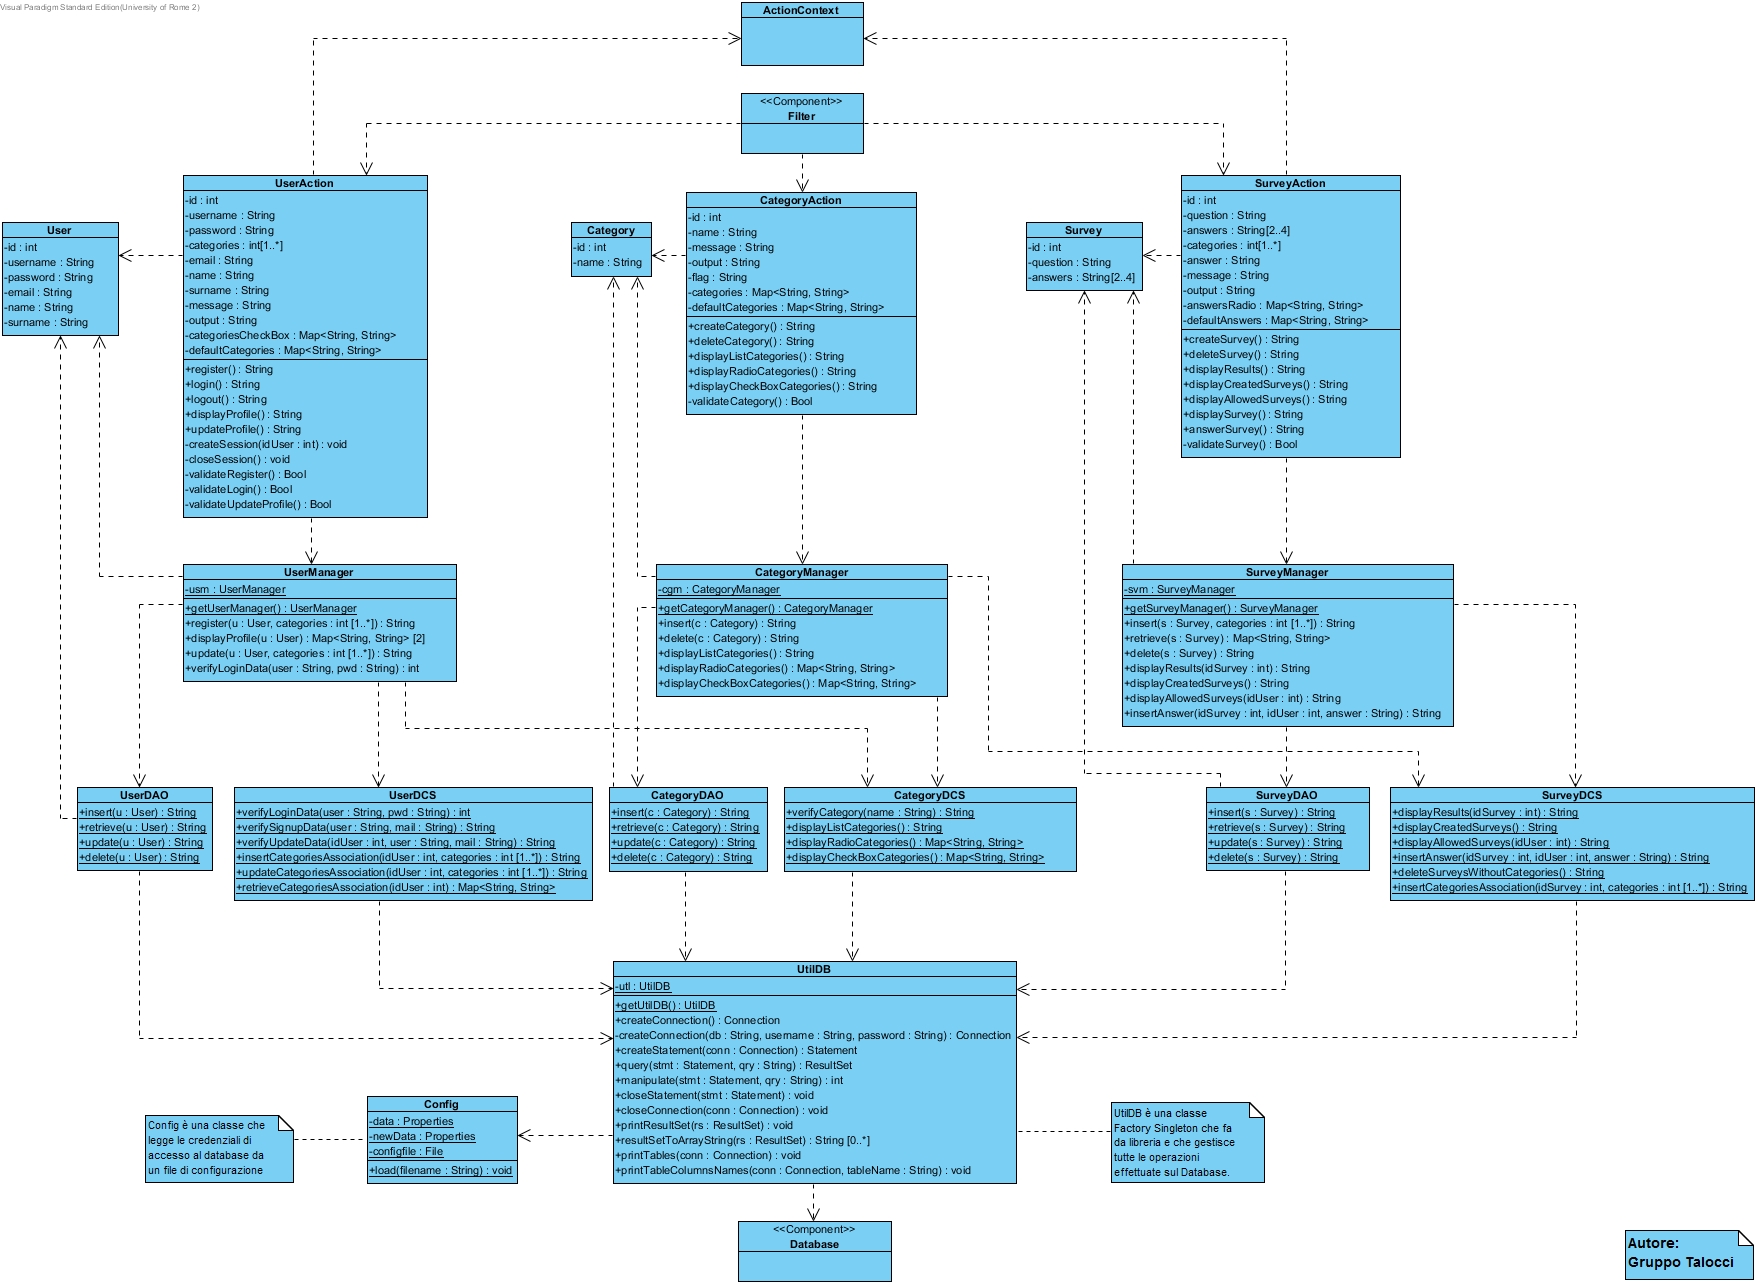 Visual Paradigm Standard Edition(University of Rome 2)
ActionContext
<<Component>>
Filter
UserAction
-id : int
-username : String
-password : String
-categories : int[1..*]
-email : String
-name : String
-surname : String
-message : String
-output : String
-categoriesCheckBox : Map<String, String>
-defaultCategories : Map<String, String>
+register() : String
+login() : String
+logout() : String
+displayProfile() : String
+updateProfile() : String
-createSession(idUser : int) : void
-closeSession() : void
-validateRegister() : Bool
-validateLogin() : Bool
-validateUpdateProfile() : Bool
User
-id : int
-username : String
-password : String
-email : String
-name : String
-surname : String
Category
-id : int
-name : String
CategoryAction
-id : int
-name : String
-message : String
-output : String
-flag : String
-categories : Map<String, String>
-defaultCategories : Map<String, String>
+createCategory() : String
+deleteCategory() : String
+displayListCategories() : String
+displayRadioCategories() : String
+displayCheckBoxCategories() : String
-validateCategory() : Bool
Survey
-id : int
-question : String
-answers : String[2..4]
SurveyAction
-id : int
-question : String
-answers : String[2..4]
-categories : int[1..*]
-answer : String
-message : String
-output : String
-answersRadio : Map<String, String>
-defaultAnswers : Map<String, String>
+createSurvey() : String
+deleteSurvey() : String
+displayResults() : String
+displayCreatedSurveys() : String
+displayAllowedSurveys() : String
+displaySurvey() : String
+answerSurvey() : String
-validateSurvey() : Bool
UserManager
-usm : UserManager
+getUserManager() : UserManager
+register(u : User, categories : int [1..*]) : String
+displayProfile(u : User) : Map<String, String> [2]
+update(u : User, categories : int [1..*]) : String
+verifyLoginData(user : String, pwd : String) : int
CategoryManager
-cgm : CategoryManager
+getCategoryManager() : CategoryManager
+insert(c : Category) : String
+delete(c : Category) : String
+displayListCategories() : String
+displayRadioCategories() : Map<String, String>
+displayCheckBoxCategories() : Map<String, String>
SurveyManager
-svm : SurveyManager
+getSurveyManager() : SurveyManager
+insert(s : Survey, categories : int [1..*]) : String
+retrieve(s : Survey) : Map<String, String>
+delete(s : Survey) : String
+displayResults(idSurvey : int) : String
+displayCreatedSurveys() : String
+displayAllowedSurveys(idUser : int) : String
+insertAnswer(idSurvey : int, idUser : int, answer : String) : String
UserDAO
+insert(u : User) : String
+retrieve(u : User) : String
+update(u : User) : String
+delete(u : User) : String
UserDCS
+verifyLoginData(user : String, pwd : String) : int
+verifySignupData(user : String, mail : String) : String
+verifyUpdateData(idUser : int, user : String, mail : String) : String
+insertCategoriesAssociation(idUser : int, categories : int [1..*]) : String
+updateCategoriesAssociation(idUser : int, categories : int [1..*]) : String
+retrieveCategoriesAssociation(idUser : int) : Map<String, String>
CategoryDAO
+insert(c : Category) : String
+retrieve(c : Category) : String
+update(c : Category) : String
+delete(c : Category) : String
CategoryDCS
+verifyCategory(name : String) : String
+displayListCategories() : String
+displayRadioCategories() : Map<String, String>
+displayCheckBoxCategories() : Map<String, String>
SurveyDAO
+insert(s : Survey) : String
+retrieve(s : Survey) : String
+update(s : Survey) : String
+delete(s : Survey) : String
SurveyDCS
+displayResults(idSurvey : int) : String
+displayCreatedSurveys() : String
+displayAllowedSurveys(idUser : int) : String
+insertAnswer(idSurvey : int, idUser : int, answer : String) : String
+deleteSurveysWithoutCategories() : String
+insertCategoriesAssociation(idSurvey : int, categories : int [1..*]) : String
UtilDB
-utl : UtilDB
+getUtilDB() : UtilDB
+createConnection() : Connection
-createConnection(db : String, username : String, password : String) : Connection
+createStatement(conn : Connection) : Statement
+query(stmt : Statement, qry : String) : ResultSet
+manipulate(stmt : Statement, qry : String) : int
+closeStatement(stmt : Statement) : void
+closeConnection(conn : Connection) : void
+printResultSet(rs : ResultSet) : void
+resultSetToArrayString(rs : ResultSet) : String [0..*]
+printTables(conn : Connection) : void
+printTableColumnsNames(conn : Connection, tableName : String) : void
Config
-data : Properties
-newData : Properties
-configfile : File
+load(filename : String) : void
Config è una classe che
legge le credenziali di
accesso al database da
un file di configurazione
UtilDB è una classe
Factory Singleton che fa
da libreria e che gestisce
tutte le operazioni
effettuate sul Database.
<<Component>>
Database
Autore:
Gruppo Talocci